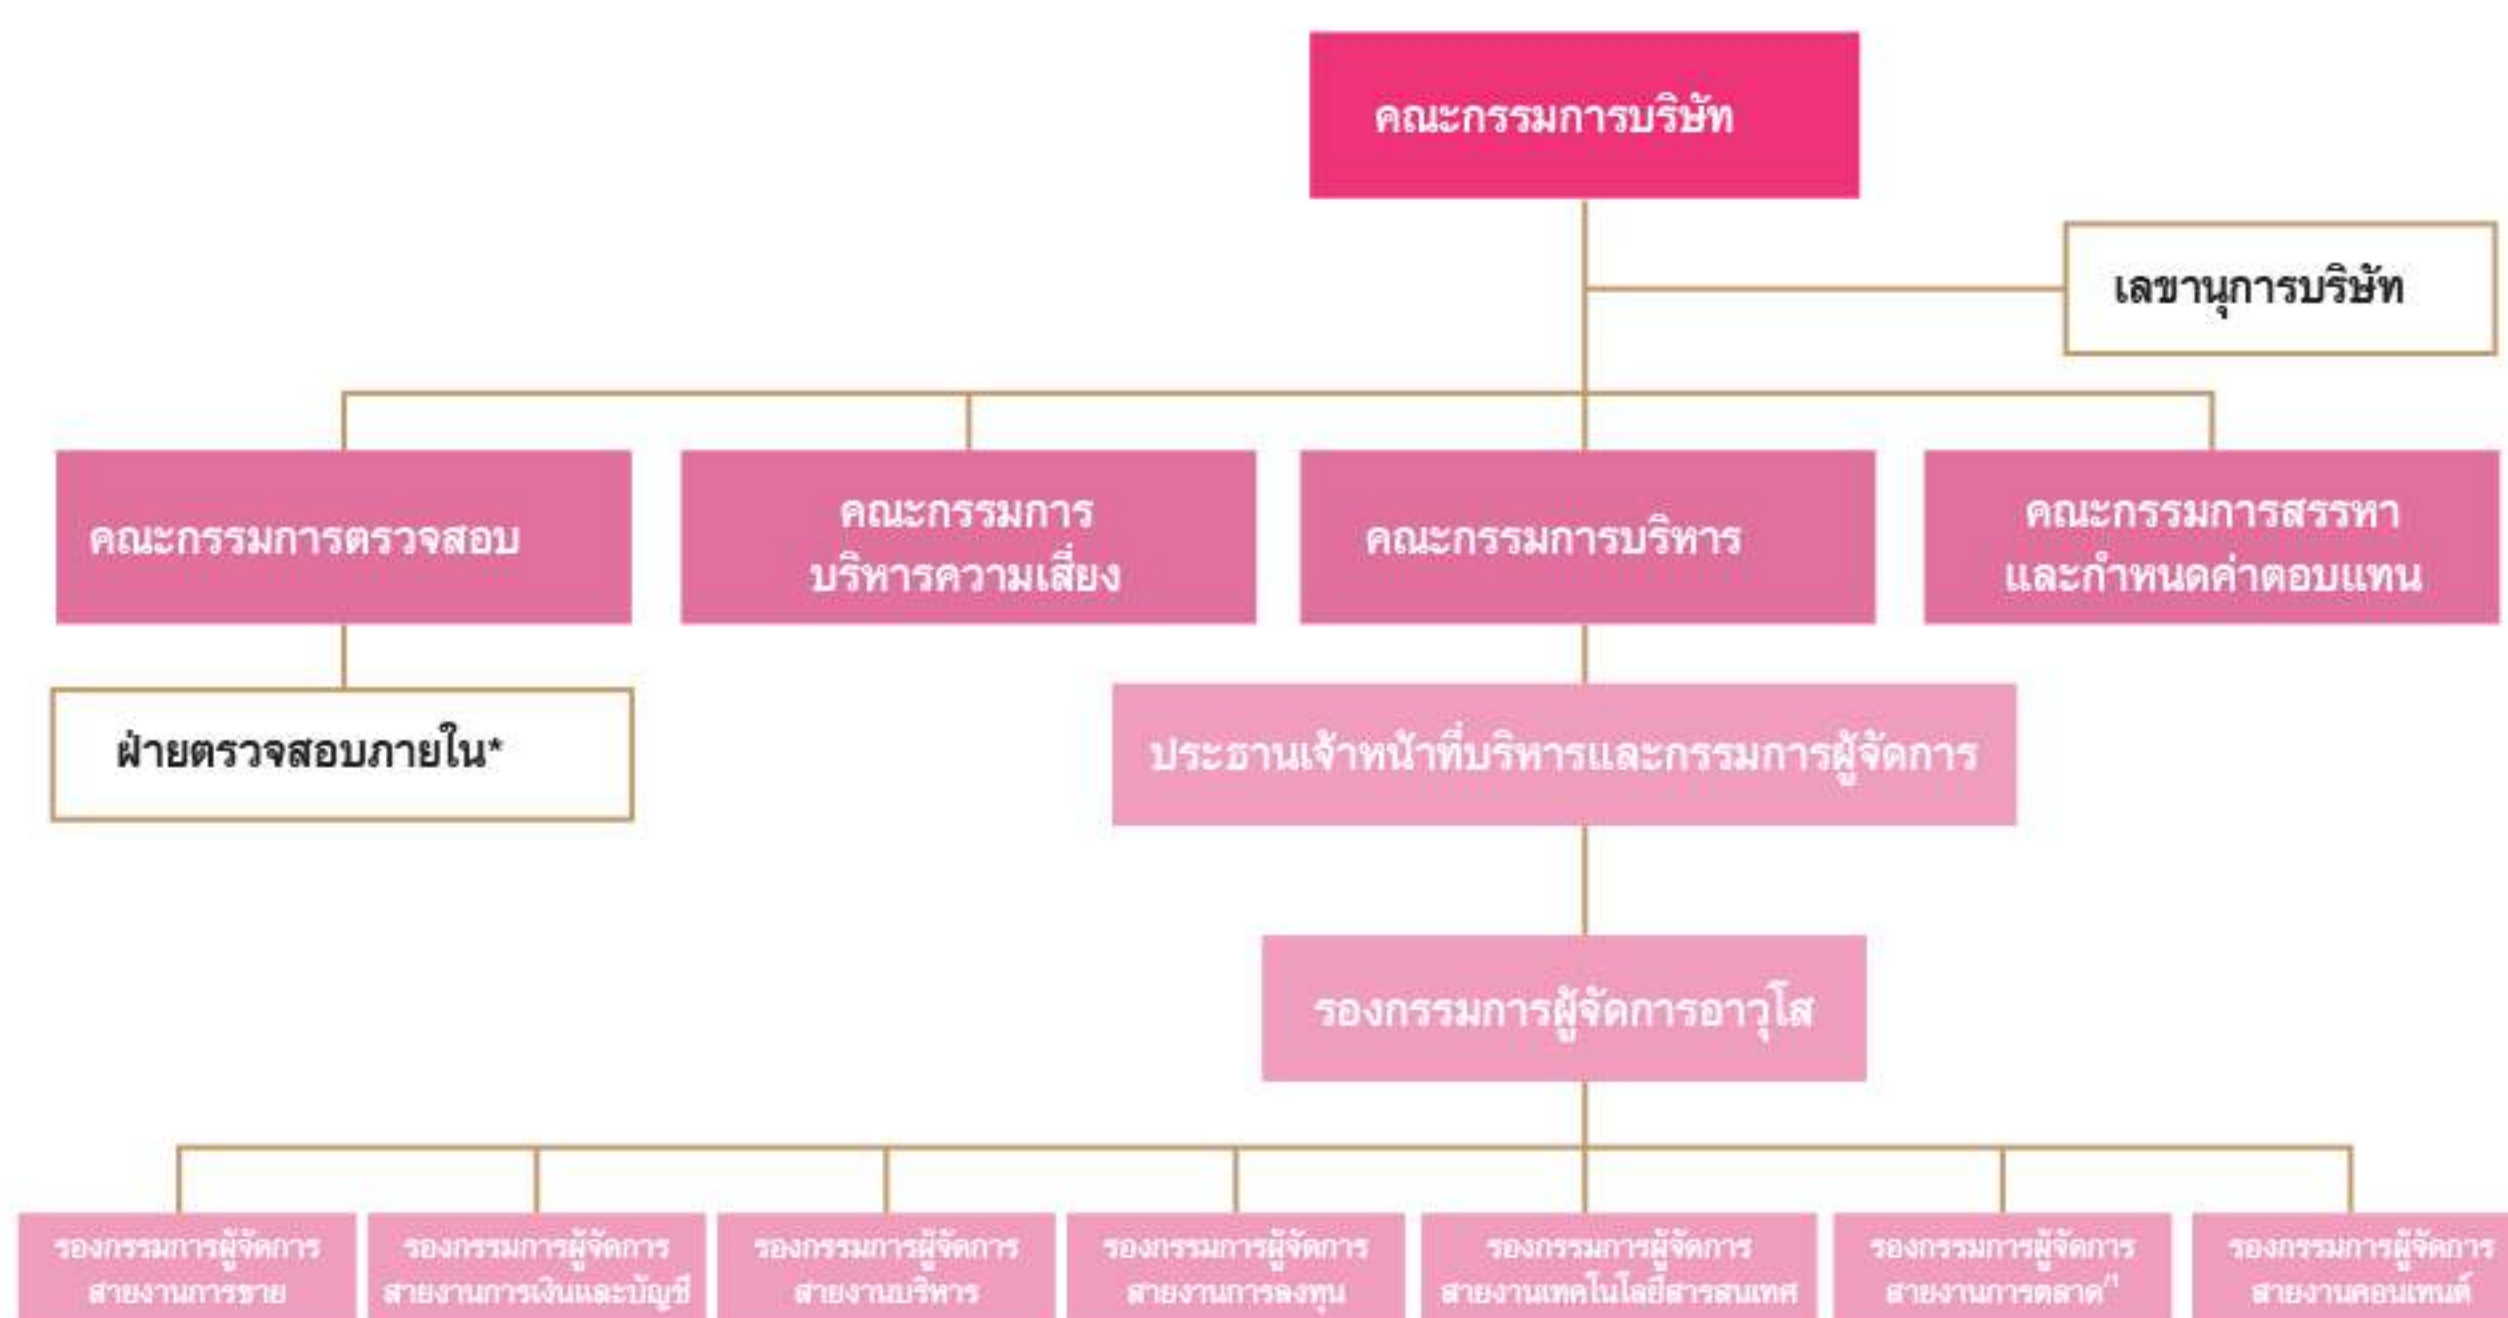 คณะกรรมการบริษัท
เลขานุการบริษัท
คณะกรรมการตรวจสอบ
คณะกรรมการ
บริหารความเสี่ยง
คณะกรรมการบริหาร
คณะกรรมการสรรหา
และกำหนดค่าตอบแทน
ฝ่ายตรวจสอบภายใน*
ประธานเจ้าหน้าที่บริหารและกรรมการผู้จัดการ
รองกรรมการผู้จัดการอาวุโส
รองกรรมการผู้จัดการ
สายงานการขาย
รองกรรมการผู้จัดการ
สายงานการเงินและบัญชี
รองกรรมการผู้จัดการ
สายงานบริหาร
รองกรรมการผู้จัดการ
สายงานการลงทุน
รองกรรมการผู้จัดการ
สายงานเทคโนโลยีสารสนเทศ
รองกรรมการผู้จัดการ
สายงานการตลาด/1
รองกรรมการผู้จัดการ
สายงานคอนเทนต์